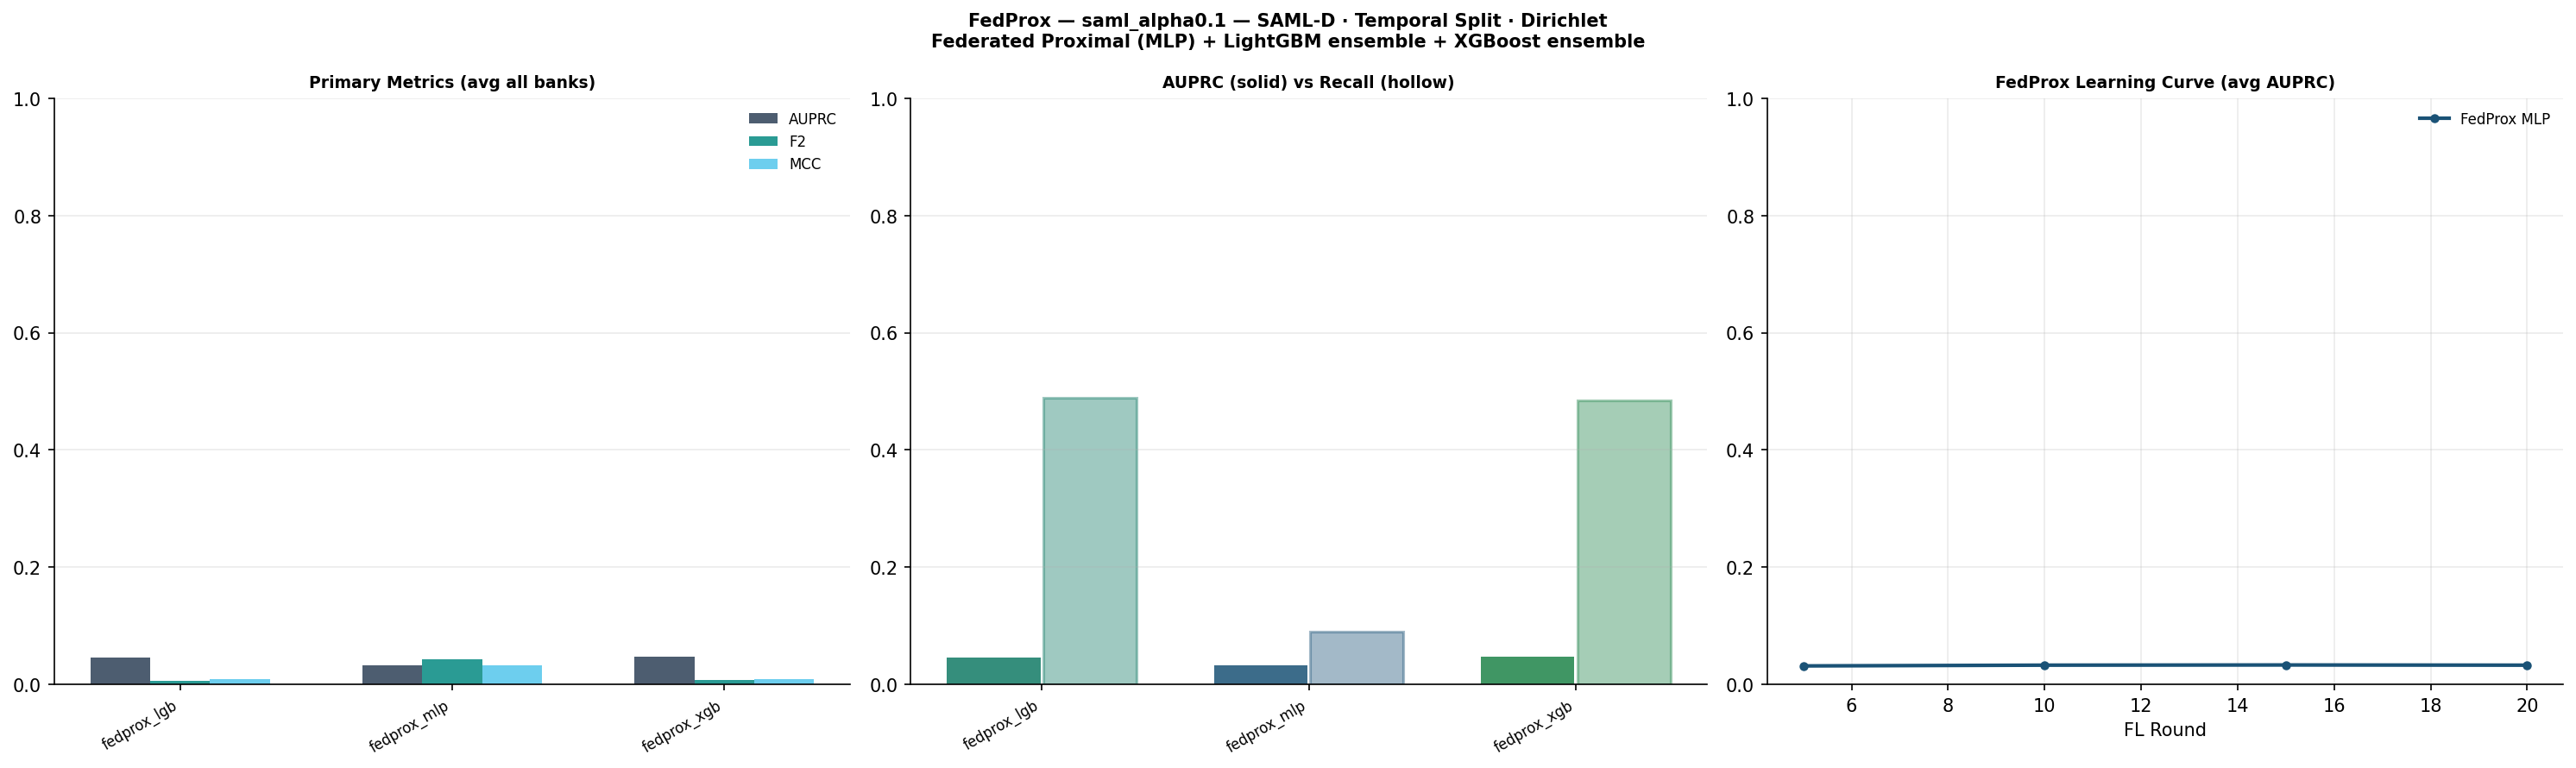 FedProx — saml_alpha0.1 — SAML-D · Temporal Split · Dirichlet
Federated Proximal (MLP) + LightGBM ensemble + XGBoost ensemble
Primary Metrics (avg all banks)
1.0
0.8
0.6
0.4
0.2
0.0
AUPRC
F2
MCC
fedprox_lgb
fedprox_mlp
fedprox_xgb
AUPRC (solid) vs Recall (hollow)
1.0
0.8
0.6
0.4
0.2
0.0
fedprox_lgb
fedprox_mlp
fedprox_xgb
FedProx Learning Curve (avg AUPRC)
1.0
0.8
0.6
0.4
0.2
0.0
FedProx MLP
6 8 10 12 14 16 18 20
FL Round